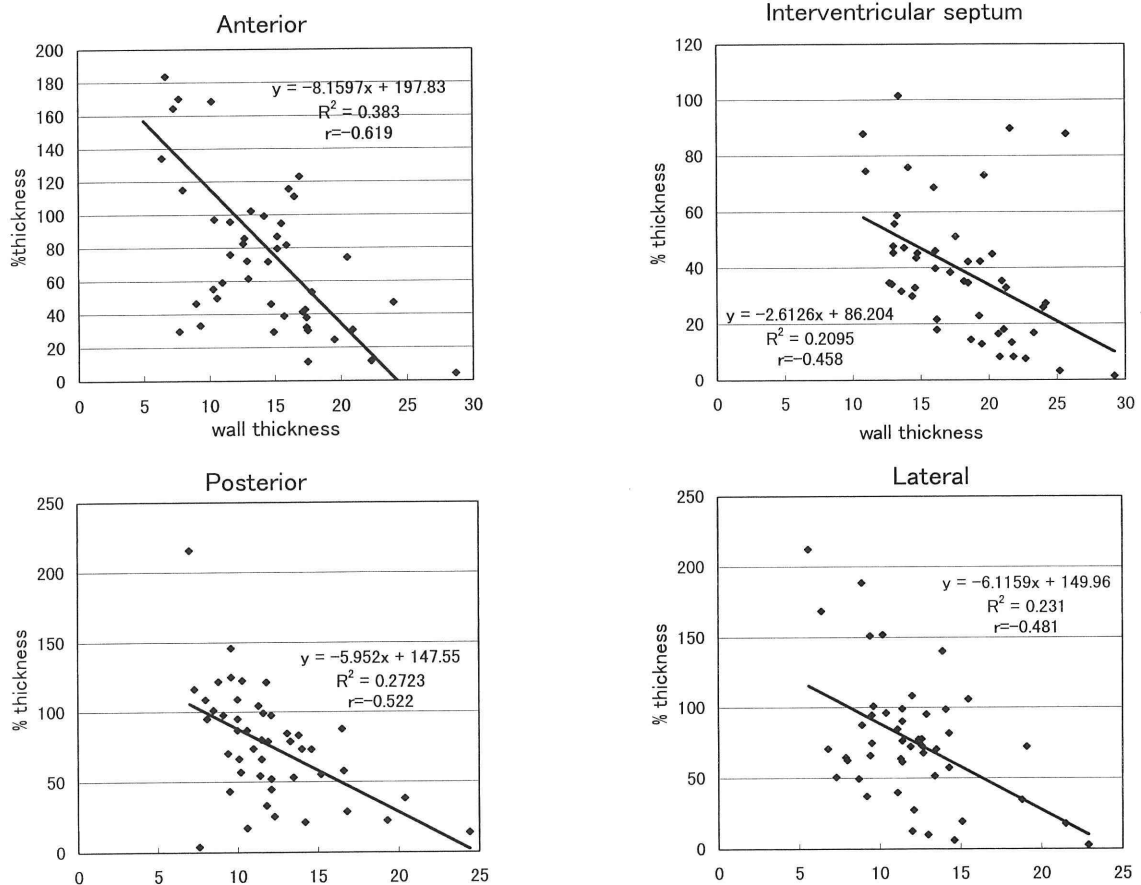 Anterior
200
180
160
140
120
100
80
60
40
20
0
%thickness
y = −8.1597x + 197.83
R² = 0.383
r=−0.619
0 5 10 15 20 25 30
wall thickness
Interventricular septum
120
100
80
60
40
20
0
% thickness
y = −2.6126x + 86.204
R² = 0.2095
r=−0.458
0 5 10 15 20 25 30
wall thickness
Posterior
250
200
150
100
50
0
% thickness
y = −5.952x + 147.55
R² = 0.2723
r=−0.522
0 5 10 15 20 25
Lateral
250
200
150
100
50
0
% thickness
y = −6.1159x + 149.96
R² = 0.231
r=−0.481
0 5 10 15 20 25